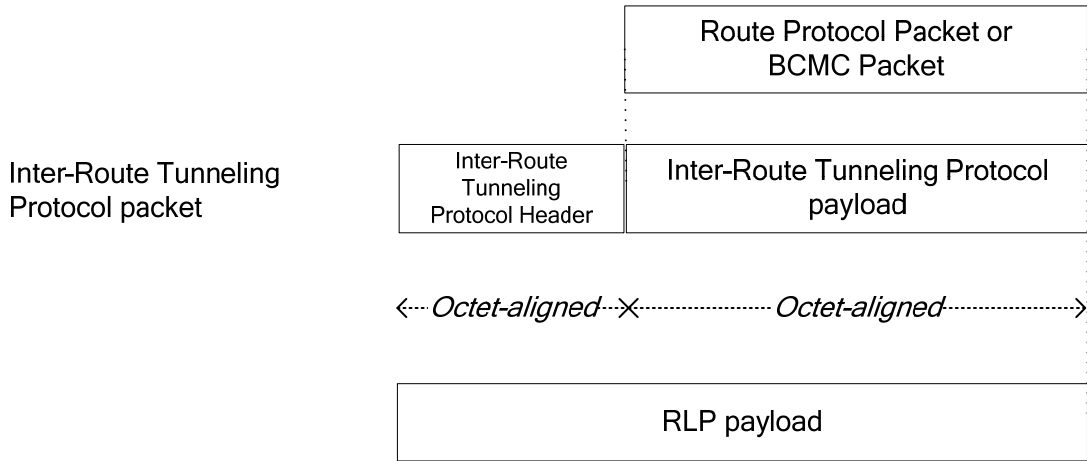 Route Protocol Packet or
BCMC Packet
Inter-Route Tunneling
Protocol packet
Inter-Route
Tunneling
Protocol Header
Inter-Route Tunneling Protocol
payload
Octet-aligned
Octet-aligned
RLP payload